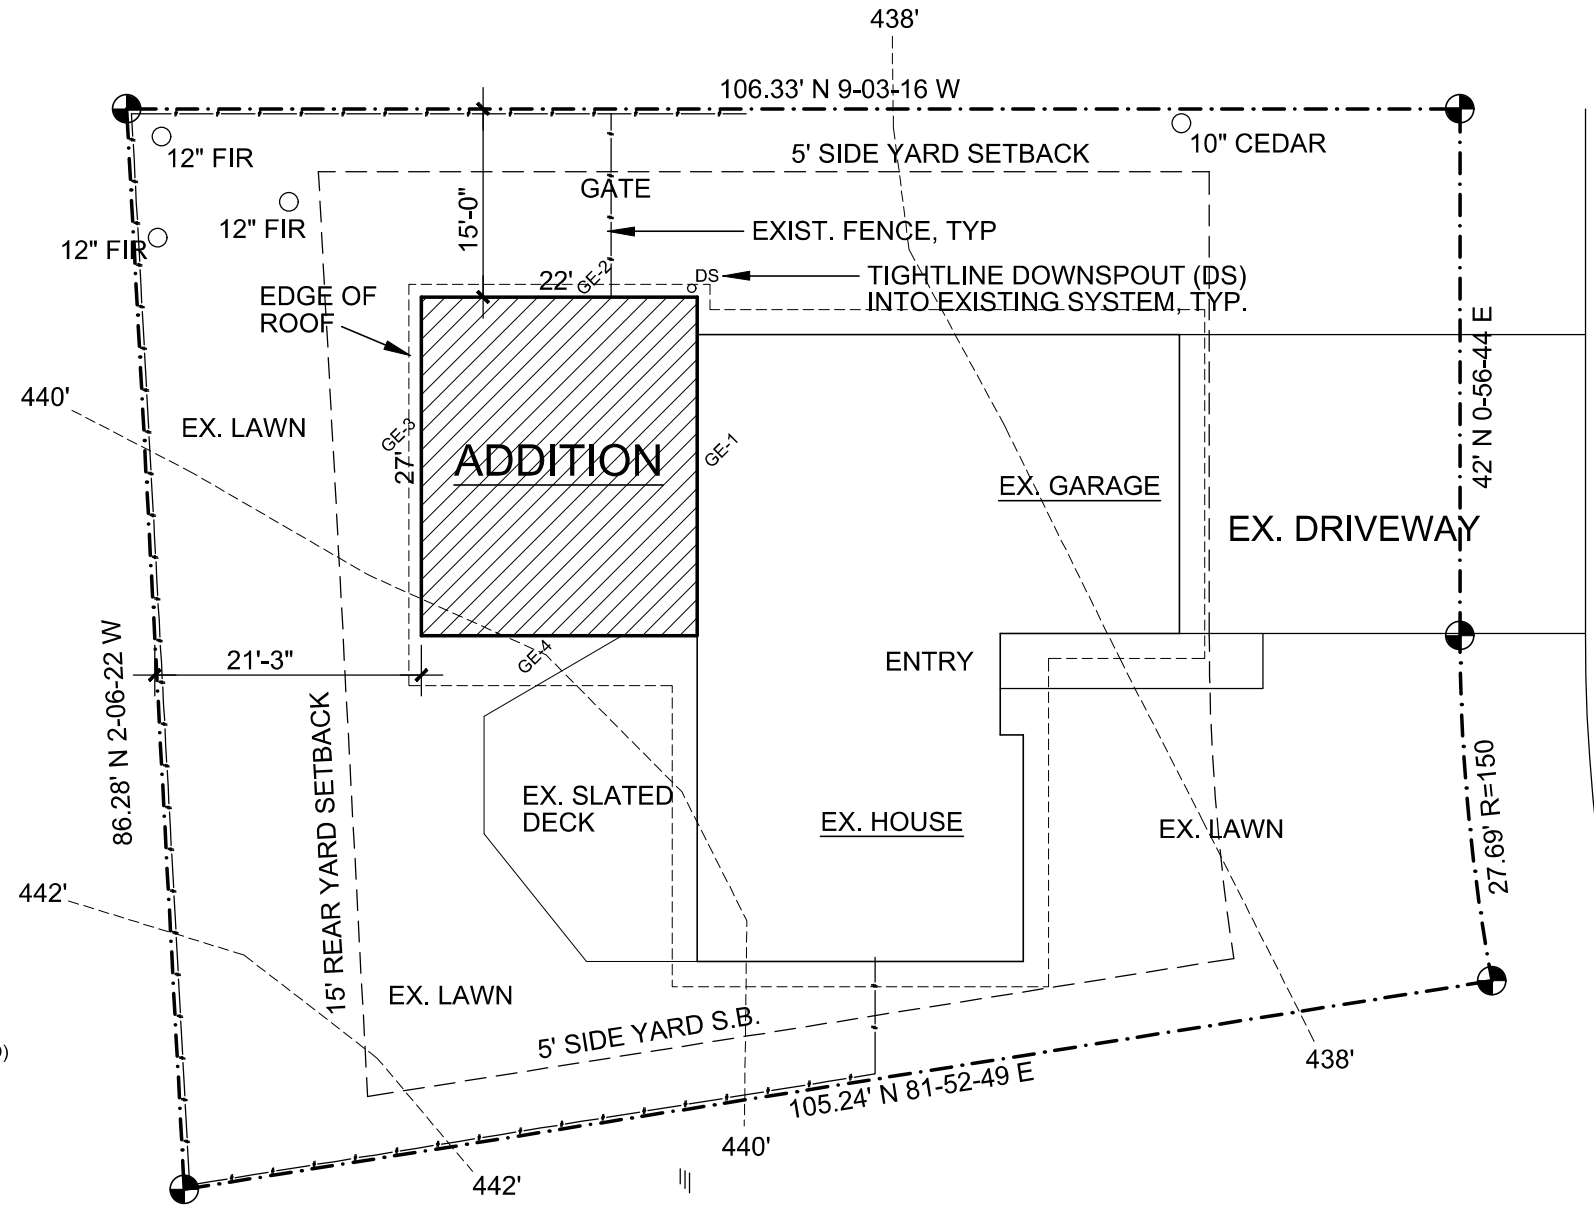 438'
106.33' N 9-03-16 W
12" FIR
10" CEDAR
5' SIDE YARD SETBACK
GATE
12" FIR
12" FIR
15'-0"
EXIST. FENCE, TYP
EDGE OF
ROOF
22'
GE-2
DS
TIGHTLINE DOWNSPOUT (DS)
INTO EXISTING SYSTEM, TYP.
440'
EX. LAWN
GE-3
27'
ADDITION
GE-1
EX. GARAGE
42' N 0-56-44 E
EX. DRIVEWAY
86.28' N 2-06-22 W
21'-3"
GE-4
ENTRY
15' REAR YARD SETBACK
EX. SLATED
DECK
EX. HOUSE
EX. LAWN
27.69' R=150
442'
EX. LAWN
5' SIDE YARD S.B.
105.24' N 81-52-49 E
438'
440'
442'